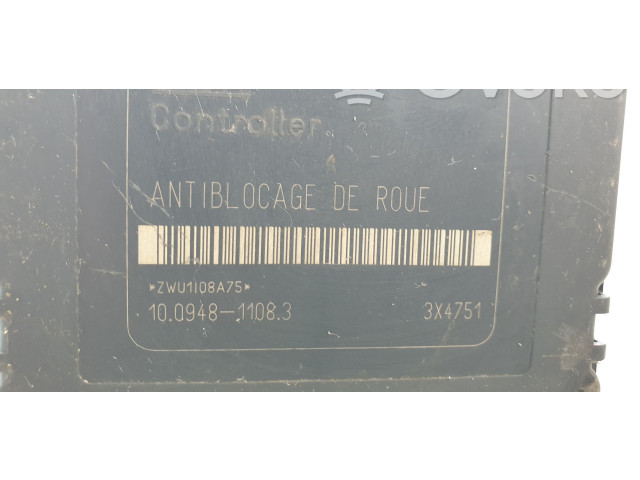 Controller
ANTIBLOCAGE DE ROUE
▸ZWU1I08A75▸
10.0948-1108.3 3X4751